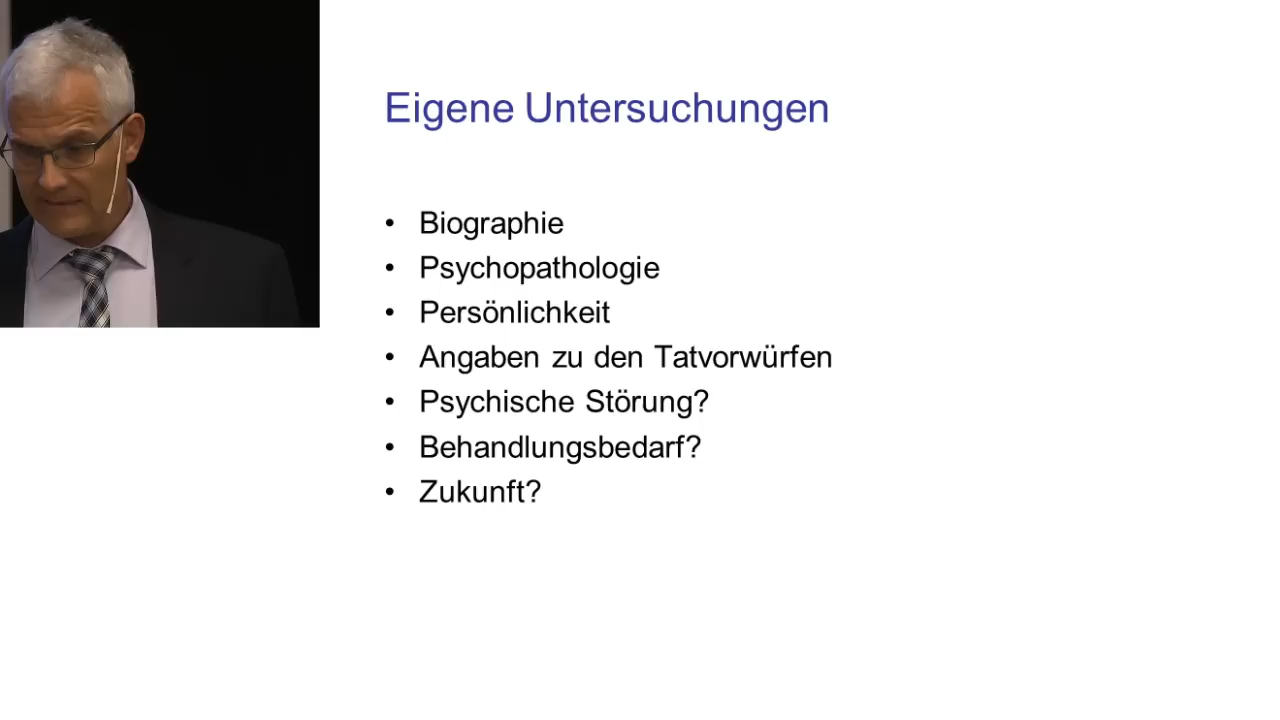 Eigene Untersuchungen
• Biographie
• Psychopathologie
• Persönlichkeit
• Angaben zu den Tatvorwürfen
• Psychische Störung?
• Behandlungsbedarf?
• Zukunft?